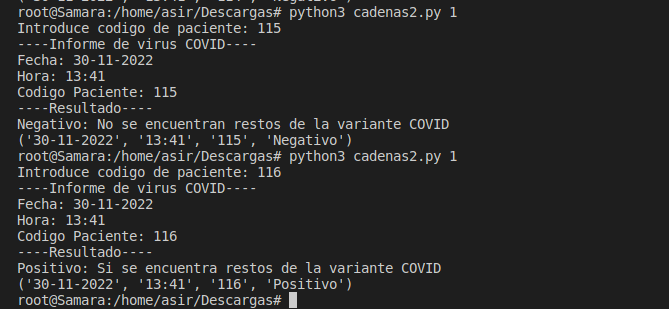 root@Samara:/home/asir/Descargas# python3 cadenas2.py 1
Introduce codigo de paciente: 115
----Informe de virus COVID----
Fecha: 30-11-2022
Hora: 13:41
Codigo Paciente: 115
----Resultado----
Negativo: No se encuentran restos de la variante COVID
('30-11-2022', '13:41', '115', 'Negativo')
root@Samara:/home/asir/Descargas# python3 cadenas2.py 1
Introduce codigo de paciente: 116
----Informe de virus COVID----
Fecha: 30-11-2022
Hora: 13:41
Codigo Paciente: 116
----Resultado----
Positivo: Si se encuentra restos de la variante COVID
('30-11-2022', '13:41', '116', 'Positivo')
root@Samara:/home/asir/Descargas#